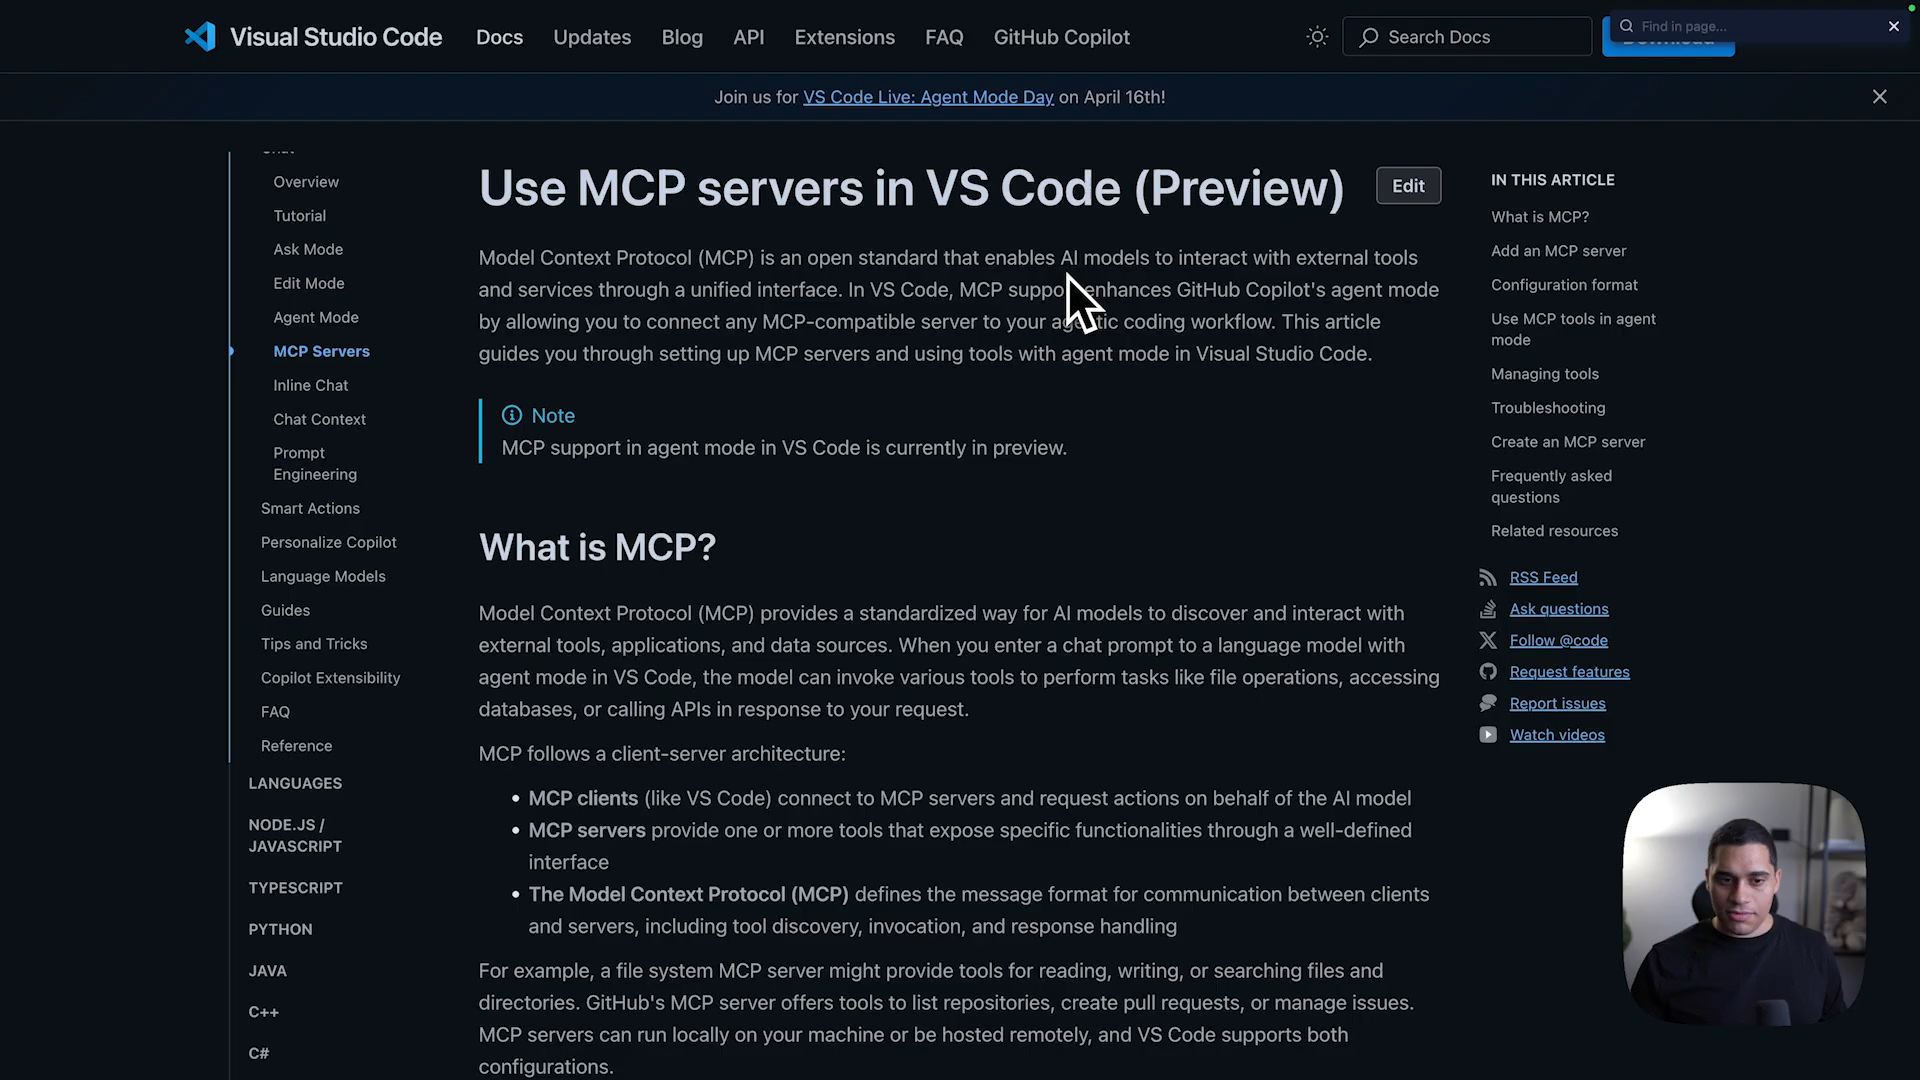 Visual Studio Code
Docs
Updates
Blog
API
Extensions
FAQ
GitHub Copilot
Search Docs
Find in page...
Join us for VS Code Live: Agent Mode Day on April 16th!
Overview
Tutorial
Ask Mode
Edit Mode
Agent Mode
MCP Servers
Inline Chat
Chat Context
Prompt
Engineering
Smart Actions
Personalize Copilot
Language Models
Guides
Tips and Tricks
Copilot Extensibility
FAQ
Reference
LANGUAGES
NODE.JS /
JAVASCRIPT
TYPESCRIPT
PYTHON
JAVA
C++
C#
Use MCP servers in VS Code (Preview)
Edit
Model Context Protocol (MCP) is an open standard that enables AI models to interact with external tools
and services through a unified interface. In VS Code, MCP support enhances GitHub Copilot's agent mode
by allowing you to connect any MCP-compatible server to your agentic coding workflow. This article
guides you through setting up MCP servers and using tools with agent mode in Visual Studio Code.
Note
MCP support in agent mode in VS Code is currently in preview.
What is MCP?
Model Context Protocol (MCP) provides a standardized way for AI models to discover and interact with
external tools, applications, and data sources. When you enter a chat prompt to a language model with
agent mode in VS Code, the model can invoke various tools to perform tasks like file operations, accessing
databases, or calling APIs in response to your request.
MCP follows a client-server architecture:
• MCP clients (like VS Code) connect to MCP servers and request actions on behalf of the AI model
• MCP servers provide one or more tools that expose specific functionalities through a well-defined
interface
• The Model Context Protocol (MCP) defines the message format for communication between clients
and servers, including tool discovery, invocation, and response handling
For example, a file system MCP server might provide tools for reading, writing, or searching files and
directories. GitHub's MCP server offers tools to list repositories, create pull requests, or manage issues.
MCP servers can run locally on your machine or be hosted remotely, and VS Code supports both
configurations.
IN THIS ARTICLE
What is MCP?
Add an MCP server
Configuration format
Use MCP tools in agent
mode
Managing tools
Troubleshooting
Create an MCP server
Frequently asked
questions
Related resources
RSS Feed
Ask questions
Follow @code
Request features
Report issues
Watch videos